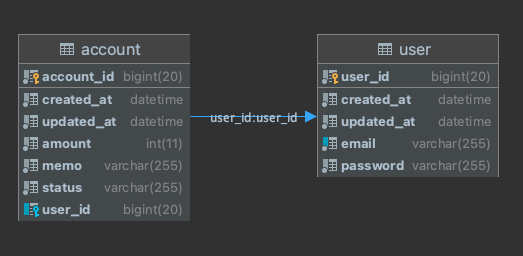 account
account_id bigint(20)
created_at datetime
updated_at datetime
amount int(11)
memo varchar(255)
status varchar(255)
user_id bigint(20)
user_id:user_id
user
user_id bigint(20)
created_at datetime
updated_at datetime
email varchar(255)
password varchar(255)